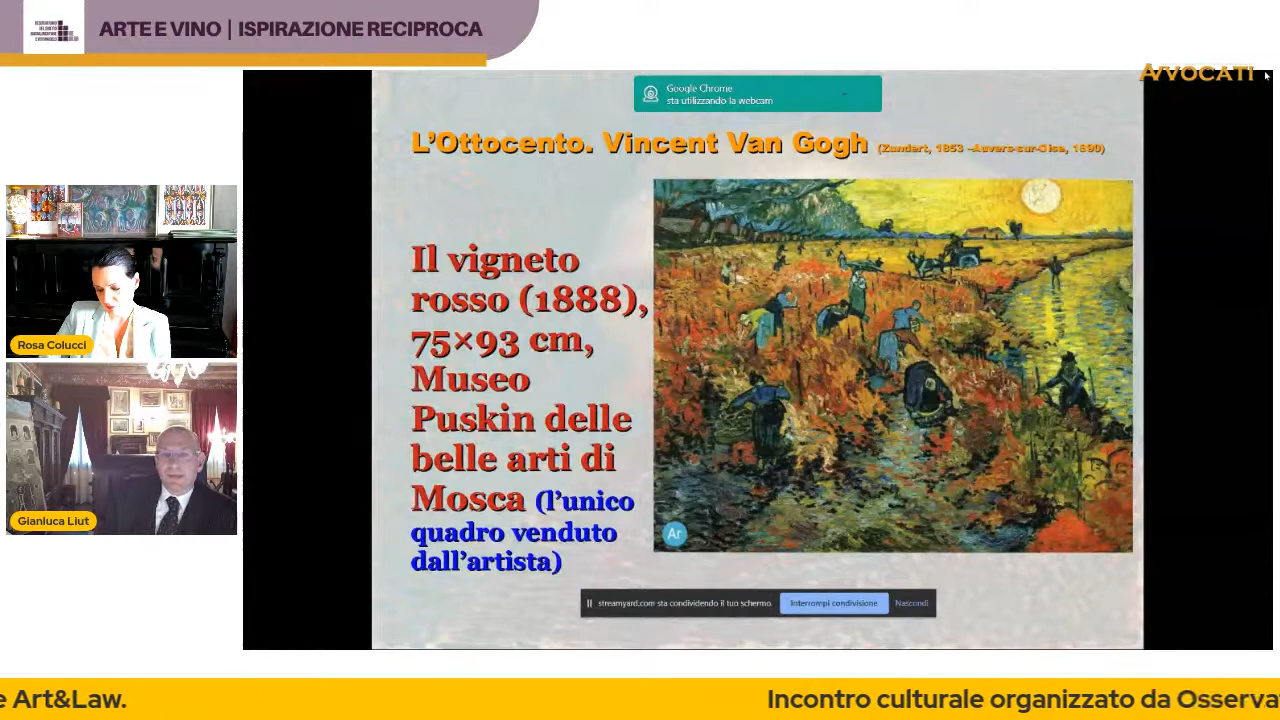 ARTE E VINO | ISPIRAZIONE RECIPROCA
AVVOCATI
Google Chrome
sta utilizzando la webcam
L'Ottocento. Vincent Van Gogh (Zundert, 1853 -Auvers-sur-Oise, 1890)
Il vigneto
rosso (1888),
75×93 cm,
Museo
Puskin delle
belle arti di
Mosca (l'unico
quadro venduto
dall'artista)
Ar
Rosa Colucci
Gianluca Liut
streamyard.com sta condividendo il tuo schermo.
Interrompi condivisione
Nascondi
e Art&Law.
Incontro culturale organizzato da Osserva